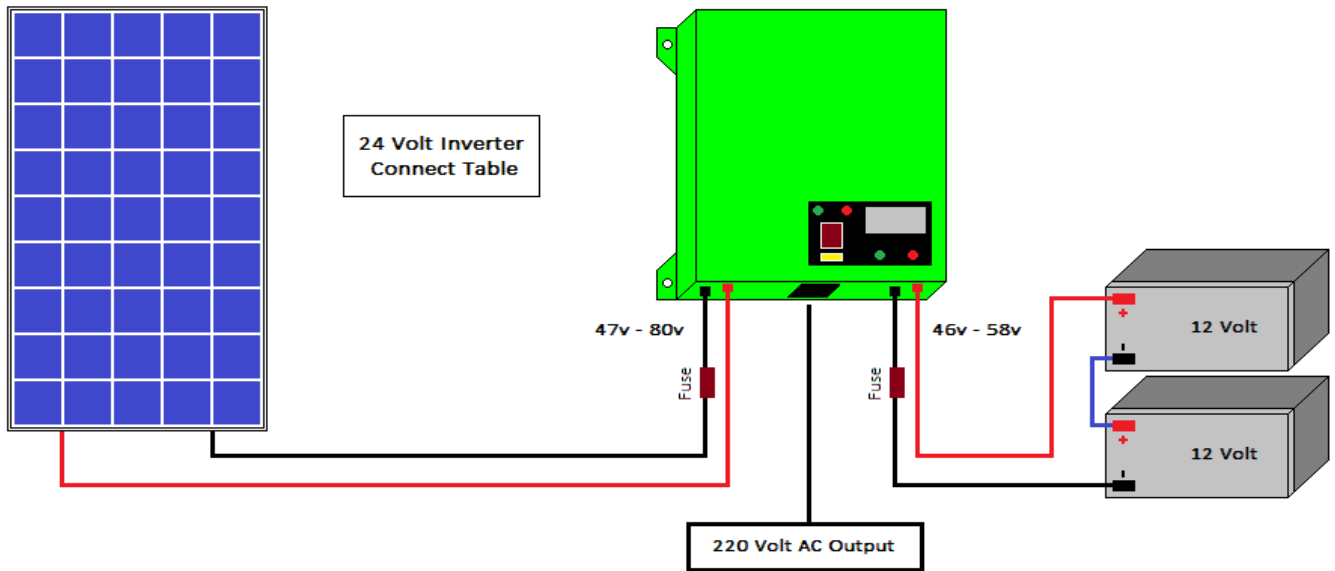 24 Volt Inverter
Connect Table
47v - 80v
46v - 58v
Fuse
Fuse
+
-
12 Volt
+
-
12 Volt
220 Volt AC Output